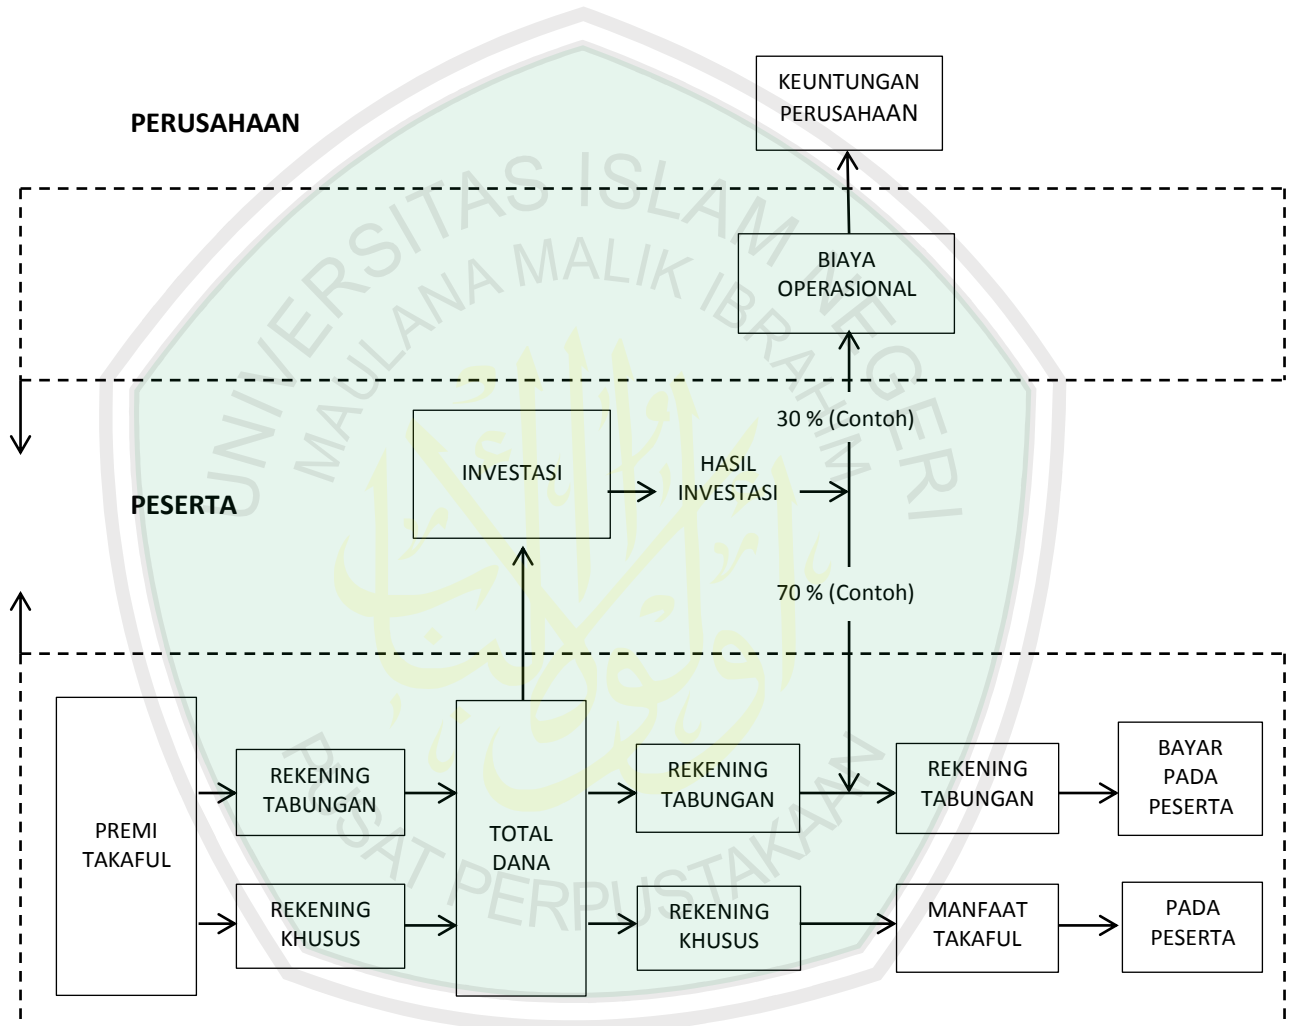 KEUNTUNGAN
PERUSAHAAN
PERUSAHAAN
BIAYA
OPERASIONAL
30 % (Contoh)
INVESTASI
HASIL
INVESTASI
PESERTA
70 % (Contoh)
PREMI
TAKAFUL
REKENING
TABUNGAN
REKENING
KHUSUS
TOTAL
DANA
REKENING
TABUNGAN
REKENING
KHUSUS
REKENING
TABUNGAN
MANFAAT
TAKAFUL
BAYAR
PADA
PESERTA
PADA
PESERTA
UNIVERSITAS ISLAM NEGERI
MAULANA MALIK IBRAHIM
PUSAT PERPUSTAKAAN